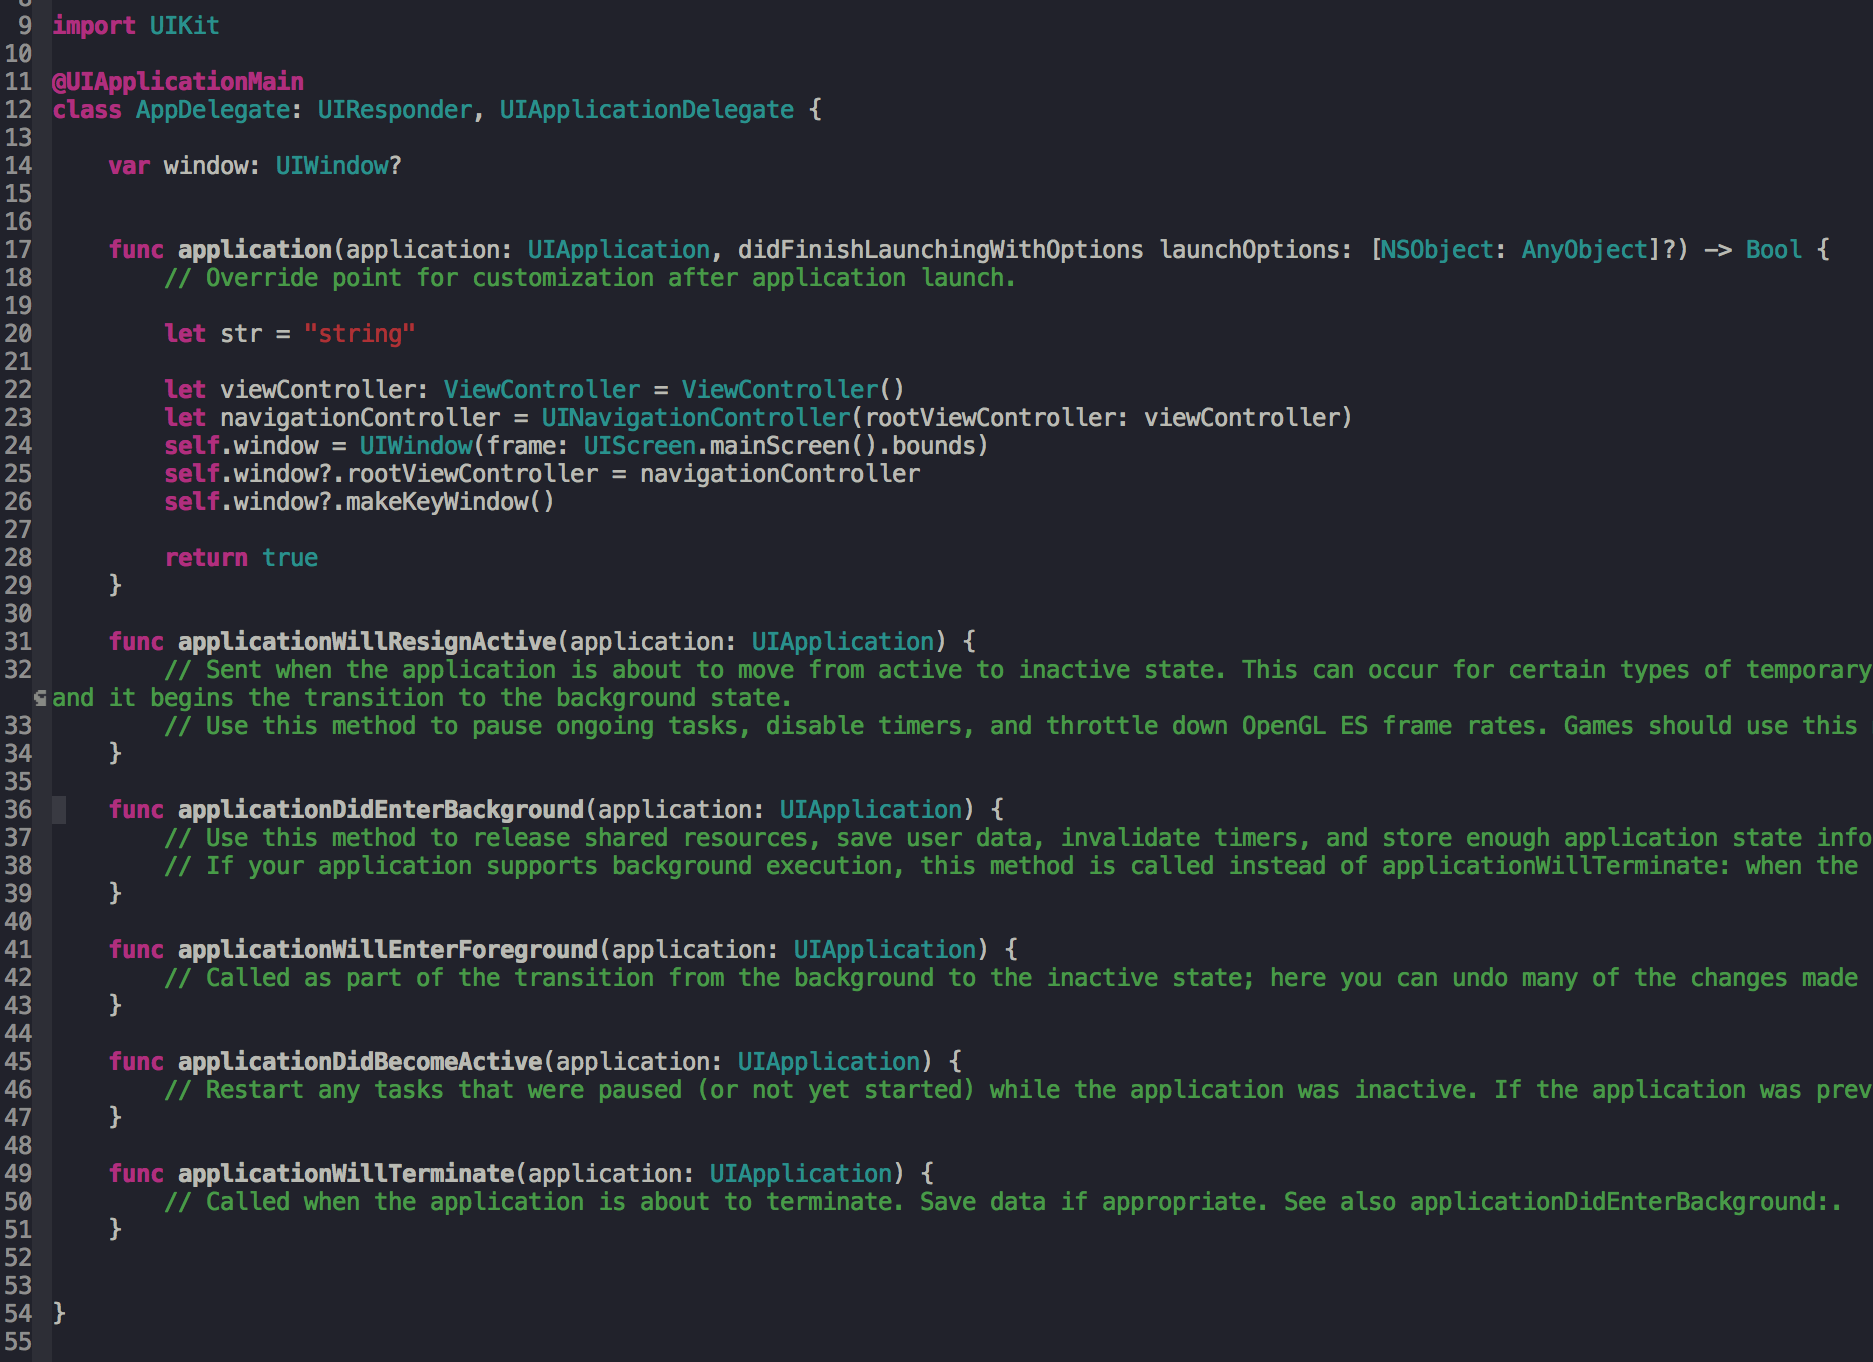 9 import UIKit
10
11 @UIApplicationMain
12 class AppDelegate: UIResponder, UIApplicationDelegate {
13
14     var window: UIWindow?
15
16
17     func application(application: UIApplication, didFinishLaunchingWithOptions launchOptions: [NSObject: AnyObject]?) -> Bool {
18         // Override point for customization after application launch.
19
20         let str = "string"
21
22         let viewController: ViewController = ViewController()
23         let navigationController = UINavigationController(rootViewController: viewController)
24         self.window = UIWindow(frame: UIScreen.mainScreen().bounds)
25         self.window?.rootViewController = navigationController
26         self.window?.makeKeyWindow()
27
28         return true
29     }
30
31     func applicationWillResignActive(application: UIApplication) {
32         // Sent when the application is about to move from active to inactive state. This can occur for certain types of temporary
and it begins the transition to the background state.
33         // Use this method to pause ongoing tasks, disable timers, and throttle down OpenGL ES frame rates. Games should use this
34     }
35
36     func applicationDidEnterBackground(application: UIApplication) {
37         // Use this method to release shared resources, save user data, invalidate timers, and store enough application state info
38         // If your application supports background execution, this method is called instead of applicationWillTerminate: when the
39     }
40
41     func applicationWillEnterForeground(application: UIApplication) {
42         // Called as part of the transition from the background to the inactive state; here you can undo many of the changes made
43     }
44
45     func applicationDidBecomeActive(application: UIApplication) {
46         // Restart any tasks that were paused (or not yet started) while the application was inactive. If the application was prev
47     }
48
49     func applicationWillTerminate(application: UIApplication) {
50         // Called when the application is about to terminate. Save data if appropriate. See also applicationDidEnterBackground:.
51     }
52
53
54 }
55